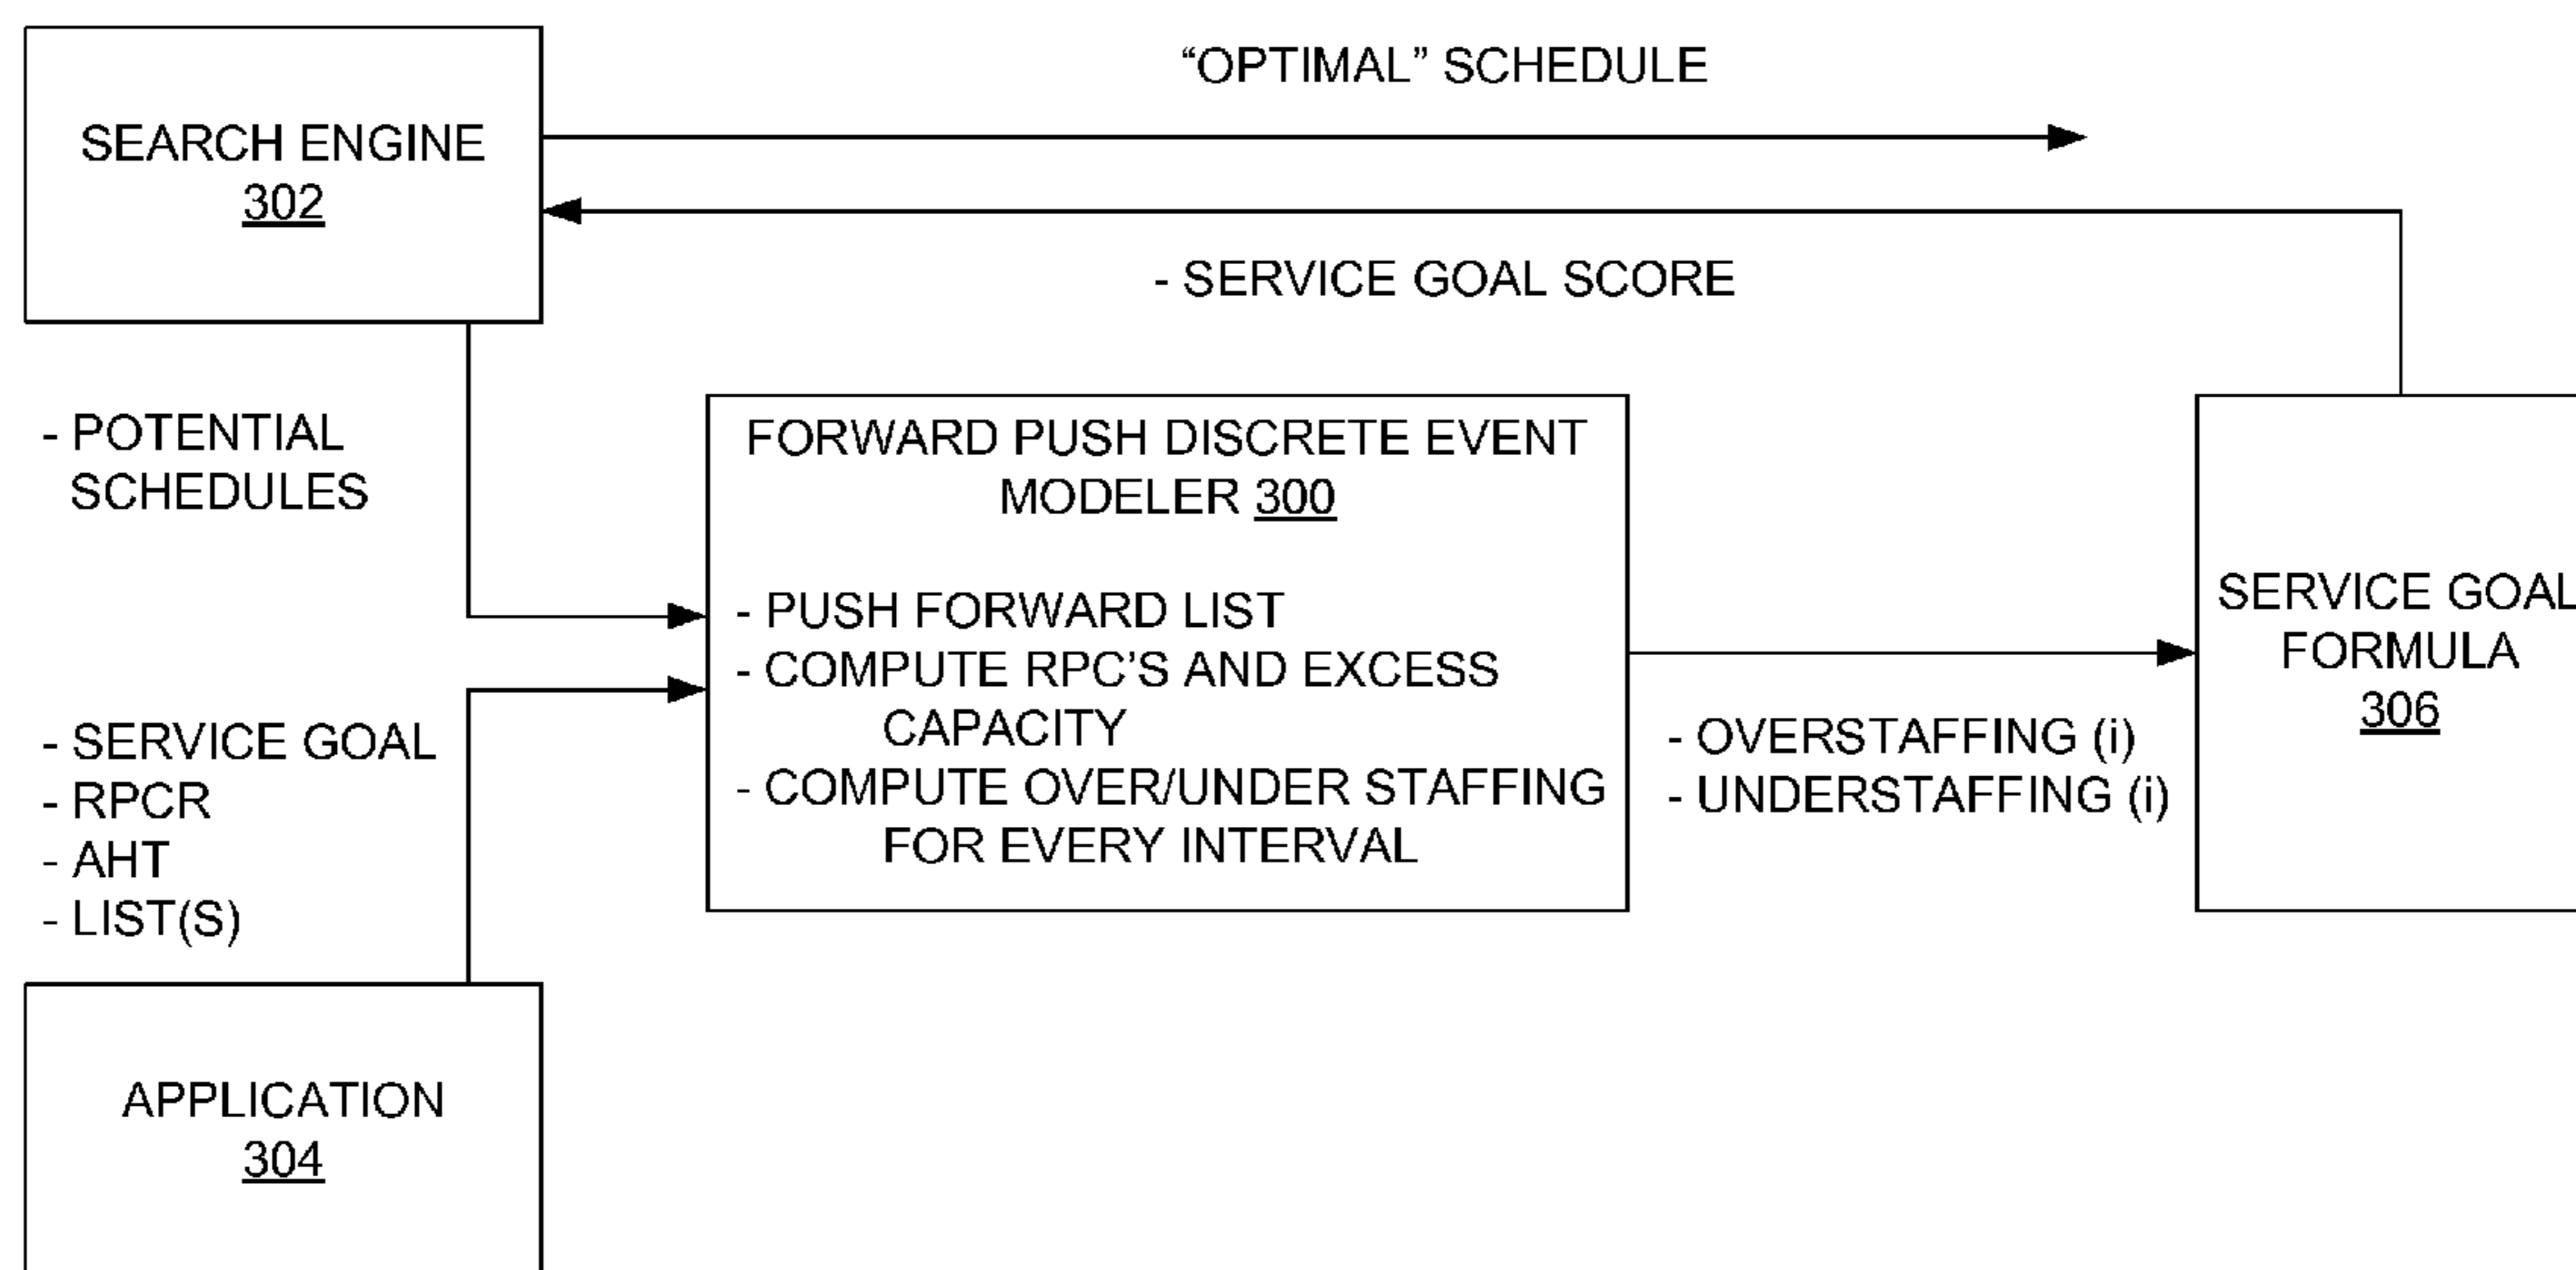 “OPTIMAL” SCHEDULE
SEARCH ENGINE
302
- SERVICE GOAL SCORE
- POTENTIAL
SCHEDULES
FORWARD PUSH DISCRETE EVENT
MODELER 300
- PUSH FORWARD LIST
- COMPUTE RPC’S AND EXCESS
CAPACITY
- COMPUTE OVER/UNDER STAFFING
FOR EVERY INTERVAL
- SERVICE GOAL
- RPCR
- AHT
- LIST(S)
- OVERSTAFFING (i)
- UNDERSTAFFING (i)
SERVICE GOAL
FORMULA
306
APPLICATION
304